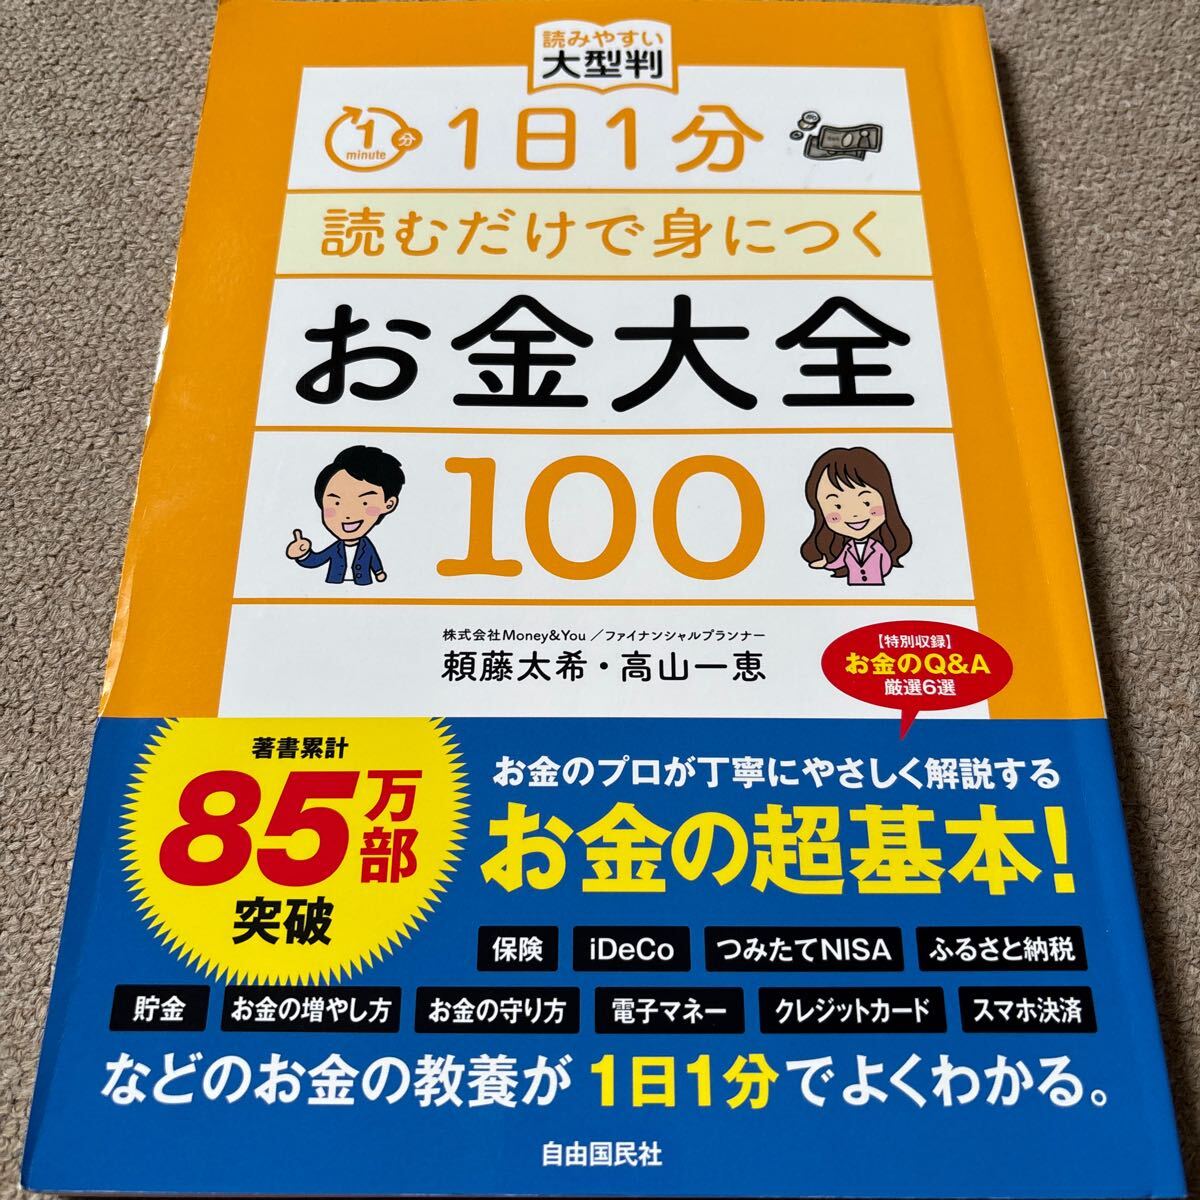 読みやすい
大型判
1 分
minute
1日1分
読むだけで身につく
お金大全
100
株式会社Money&You／ファイナンシャルプランナー
頼藤太希・高山一恵
【特別収録】
お金のQ&A
厳選6選
著書累計
85万部
突破
お金のプロが丁寧にやさしく解説する
お金の超基本!
保険 iDeCo つみたてNISA ふるさと納税
貯金 お金の増やし方 お金の守り方 電子マネー クレジットカード スマホ決済
などのお金の教養が 1日1分でよくわかる。
自由国民社